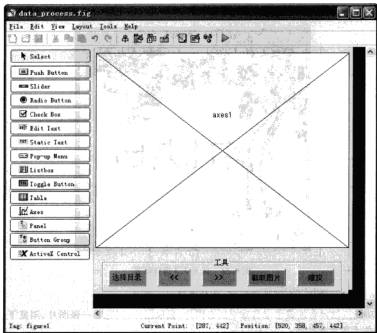 data_process.fig
File Edit View Layout Tools Help
Select
Push Button
Slider
Radio Button
Check Box
Edit Text
Static Text
Pop-up Menu
Listbox
Toggle Button
Table
Axes
Panel
Button Group
ActiveX Control
axes1
工具
选择目录 << >> 截取图片
Tag: figure1 Current Point: [287, 442] Position: [520, 358, 457, 442]